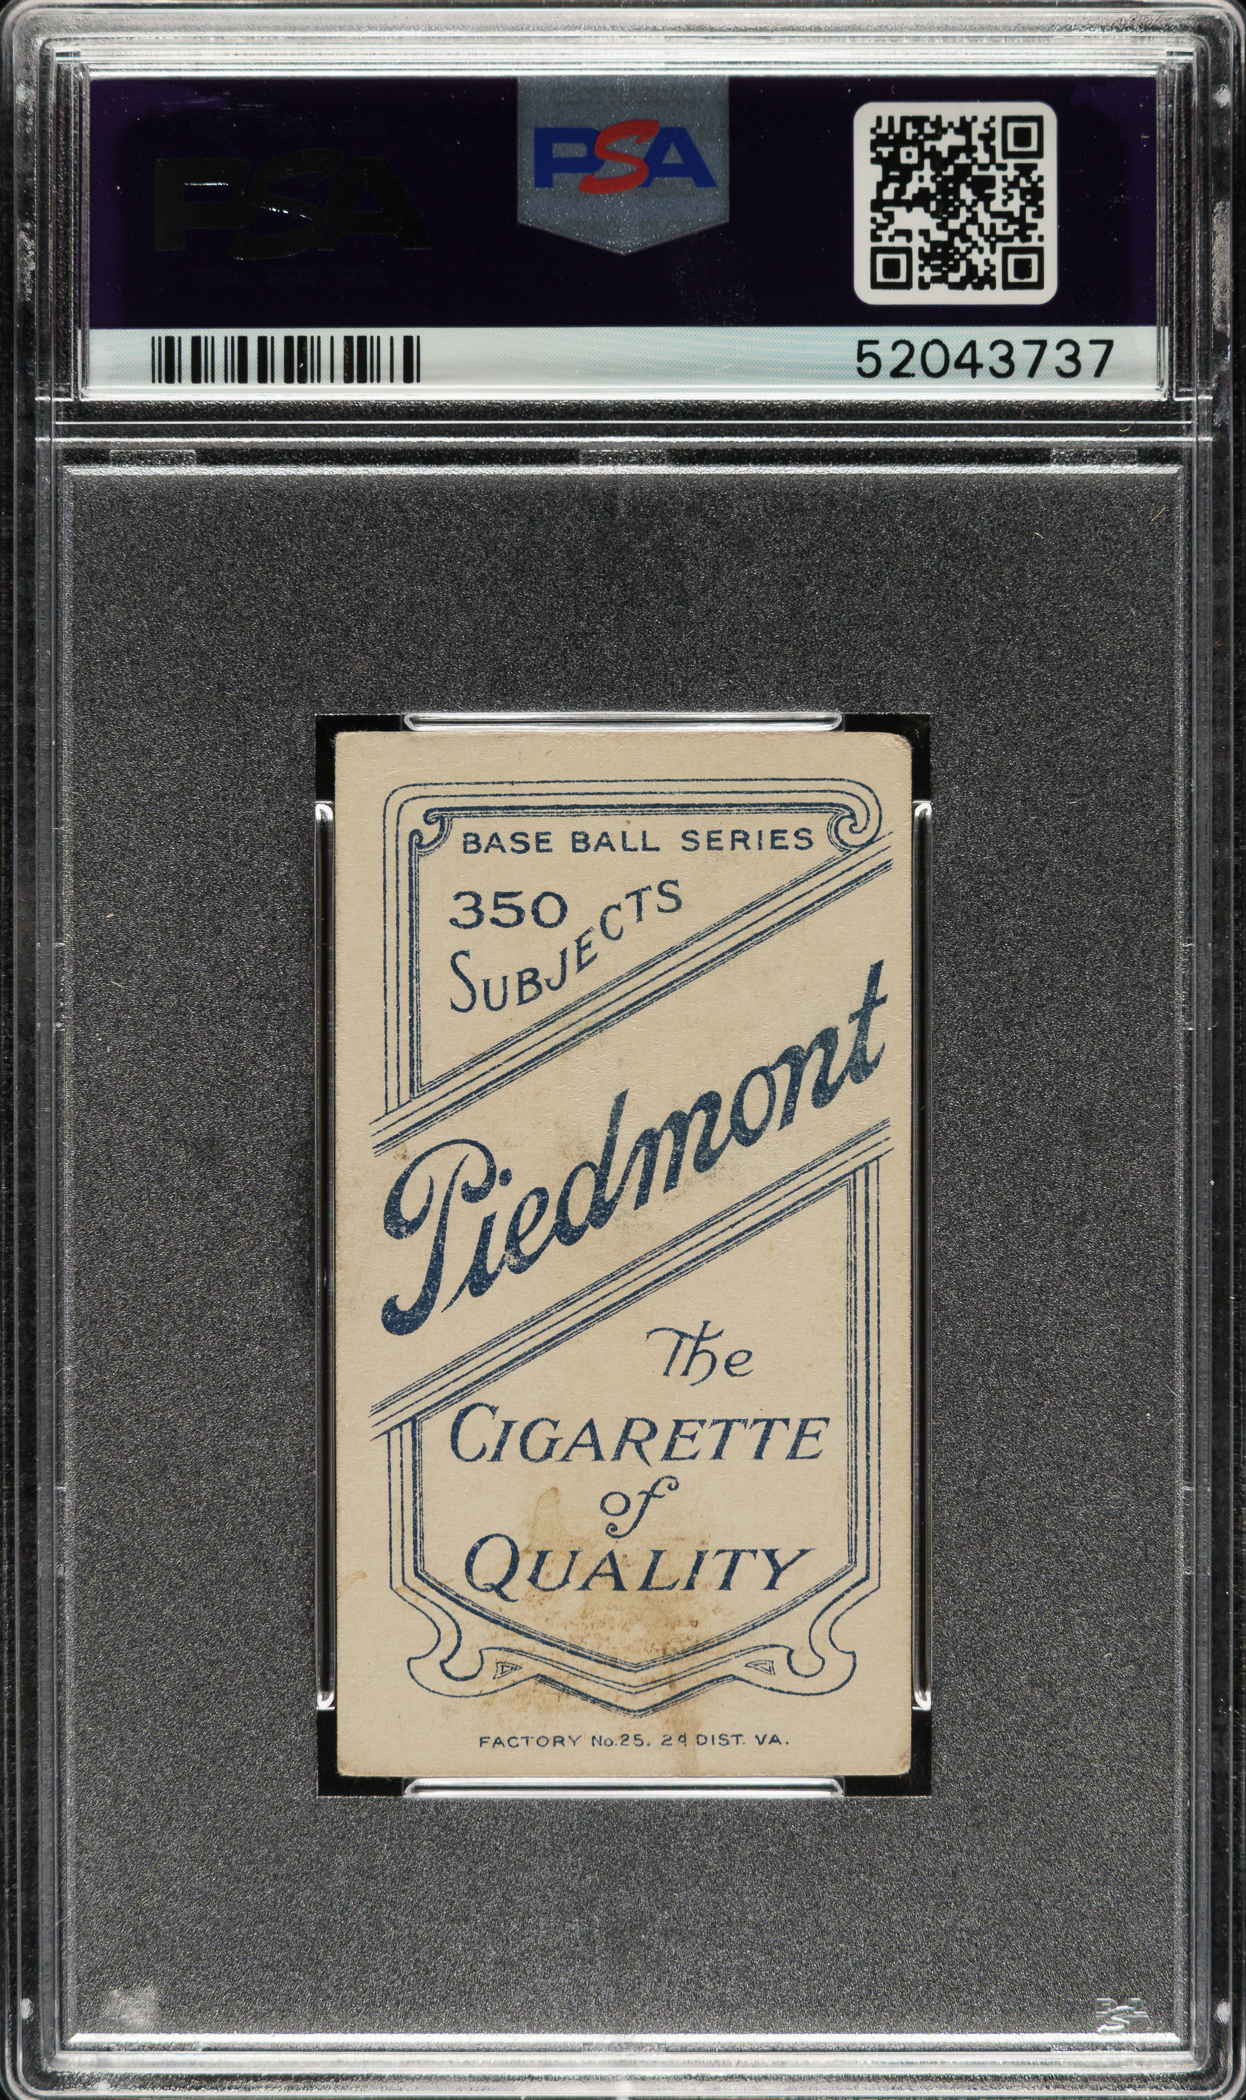 PSA
PSA
52043737
BASE BALL SERIES
350
SUBJECTS
Piedmont
The
CIGARETTE
of
QUALITY
FACTORY No.25. 2d DIST. VA.